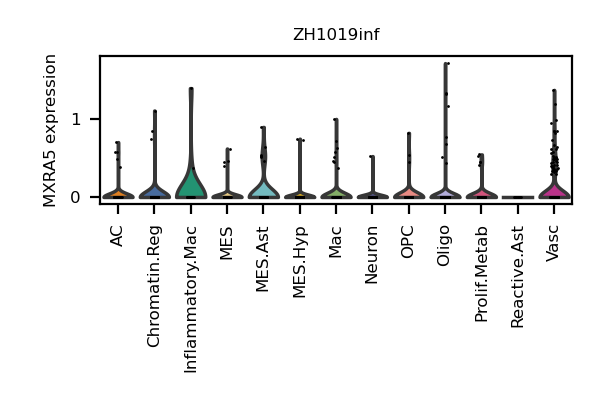 ZH1019inf
MXRA5 expression
1
0
AC
Chromatin.Reg
Inflammatory.Mac
MES
MES.Ast
MES.Hyp
Mac
Neuron
OPC
Oligo
Prolif.Metab
Reactive.Ast
Vasc